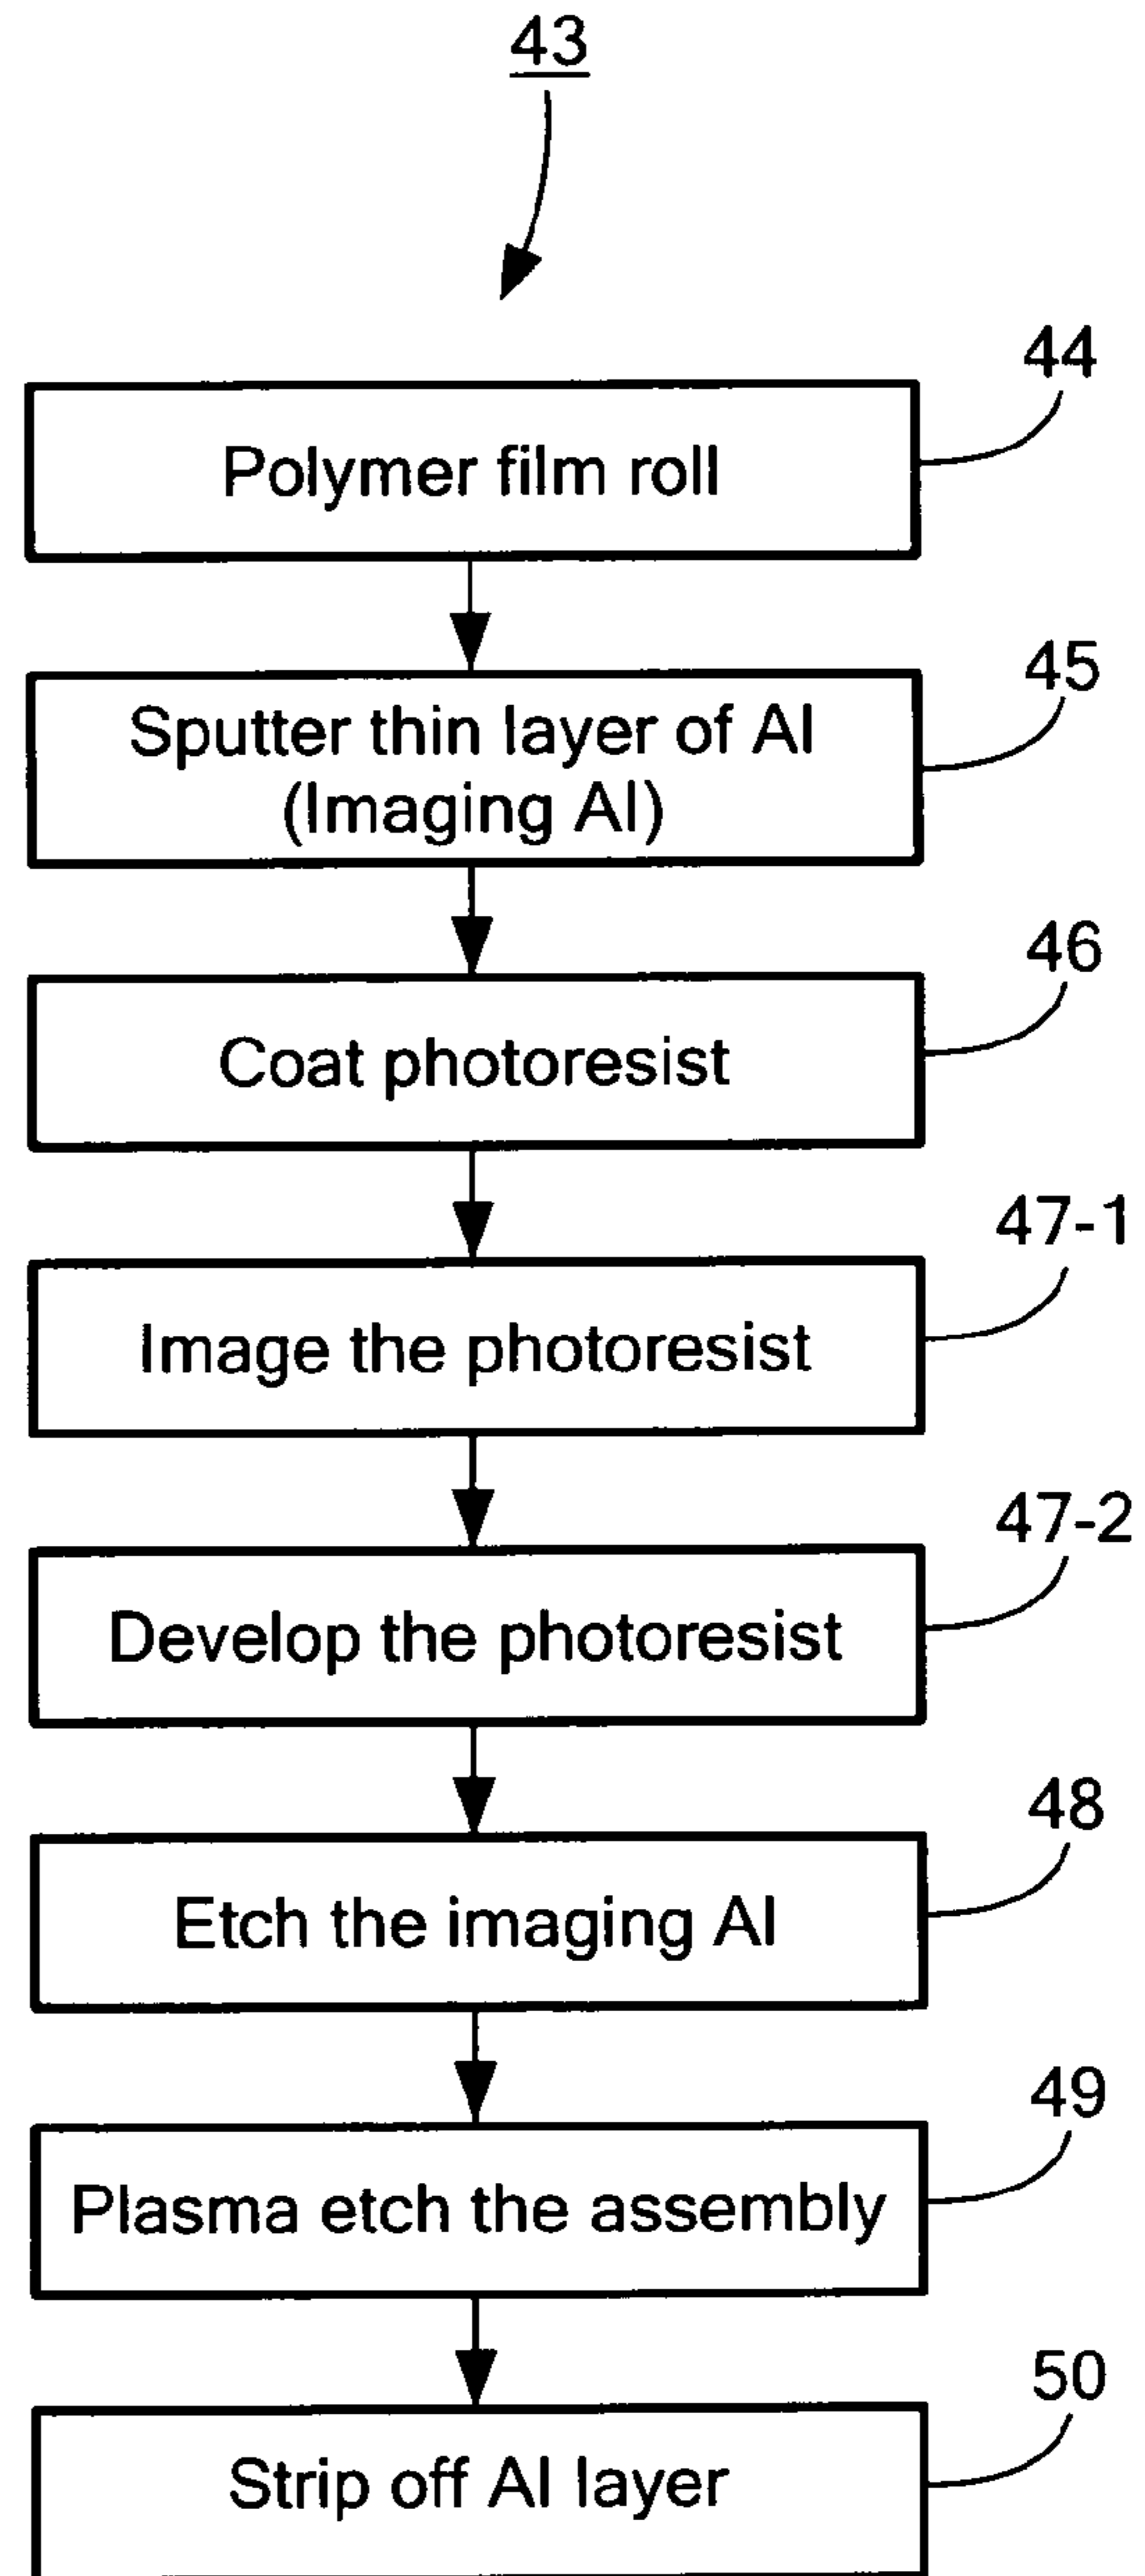 43
44
Polymer film roll
45
Sputter thin layer of Al
(Imaging Al)
46
Coat photoresist
47-1
Image the photoresist
47-2
Develop the photoresist
48
Etch the imaging Al
49
Plasma etch the assembly
50
Strip off Al layer